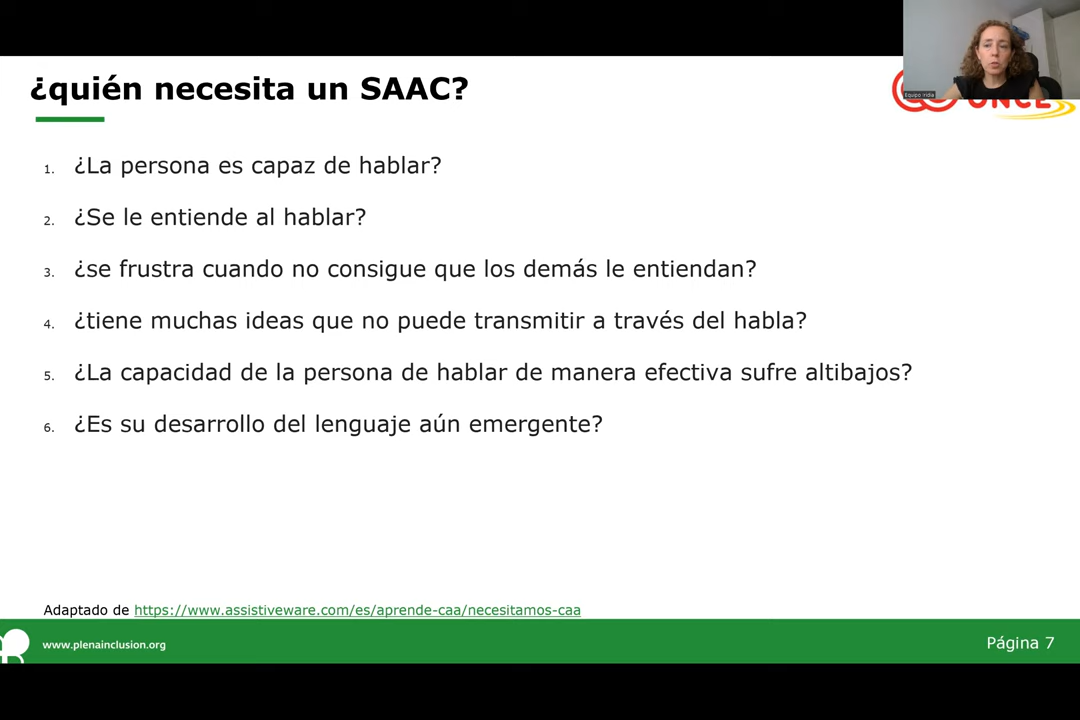 ¿quién necesita un SAAC?
Equipo Iridia
ONCE
1. ¿La persona es capaz de hablar?
2. ¿Se le entiende al hablar?
3. ¿se frustra cuando no consigue que los demás le entiendan?
4. ¿tiene muchas ideas que no puede transmitir a través del habla?
5. ¿La capacidad de la persona de hablar de manera efectiva sufre altibajos?
6. ¿Es su desarrollo del lenguaje aún emergente?
Adaptado de https://www.assistiveware.com/es/aprende-caa/necesitamos-caa
www.plenainclusion.org
Página 7